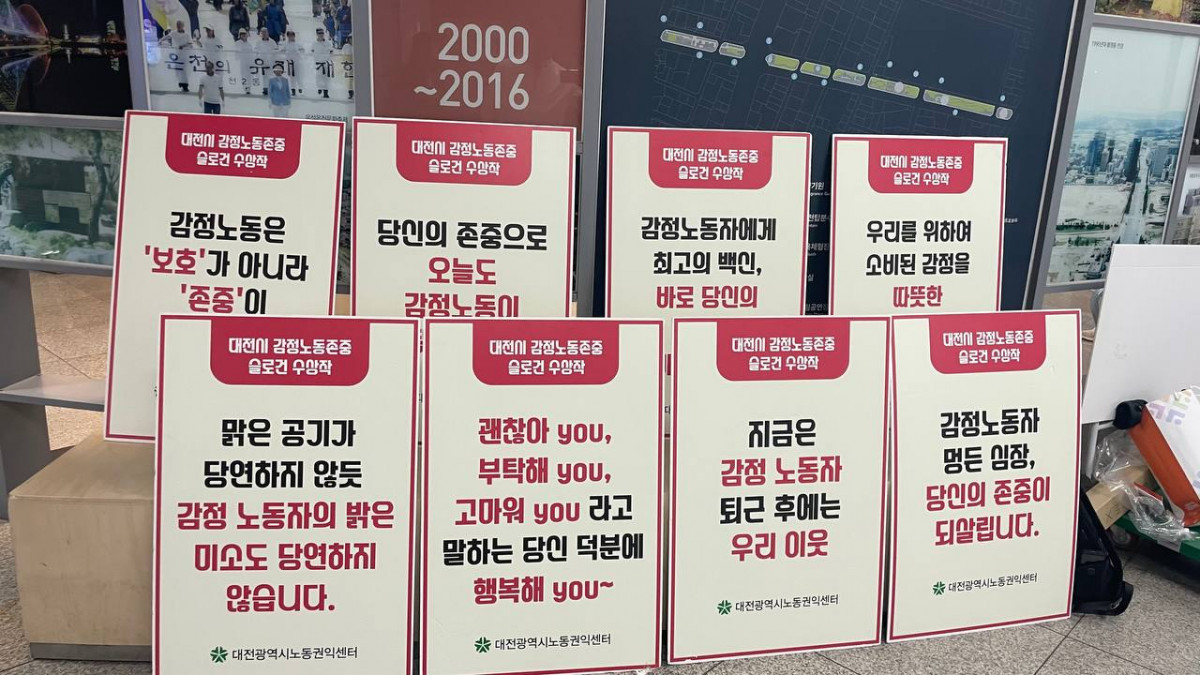 온천의 유래 재현
2000
~2016
대전시 감정노동존중
슬로건 수상작
감정노동은
'보호'가 아니라
'존중'이
대전시 감정노동존중
슬로건 수상작
당신의 존중으로
오늘도
감정노동이
대전시 감정노동존중
슬로건 수상작
감정노동자에게
최고의 백신,
바로 당신의
대전시 감정노동존중
슬로건 수상작
우리를 위하여
소비된 감정을
따뜻한
대전시 감정노동존중
슬로건 수상작
맑은 공기가
당연하지 않듯
감정 노동자의 밝은
미소도 당연하지
않습니다.
대전광역시노동권익센터
대전시 감정노동존중
슬로건 수상작
괜찮아 you,
부탁해 you,
고마워 you 라고
말하는 당신 덕분에
행복해 you~
대전광역시노동권익센터
대전시 감정노동존중
슬로건 수상작
지금은
감정 노동자
퇴근 후에는
우리 이웃
대전광역시노동권익센터
대전시 감정노동존중
슬로건 수상작
감정노동자
멍든 심장,
당신의 존중이
되살립니다.
대전광역시노동권익센터